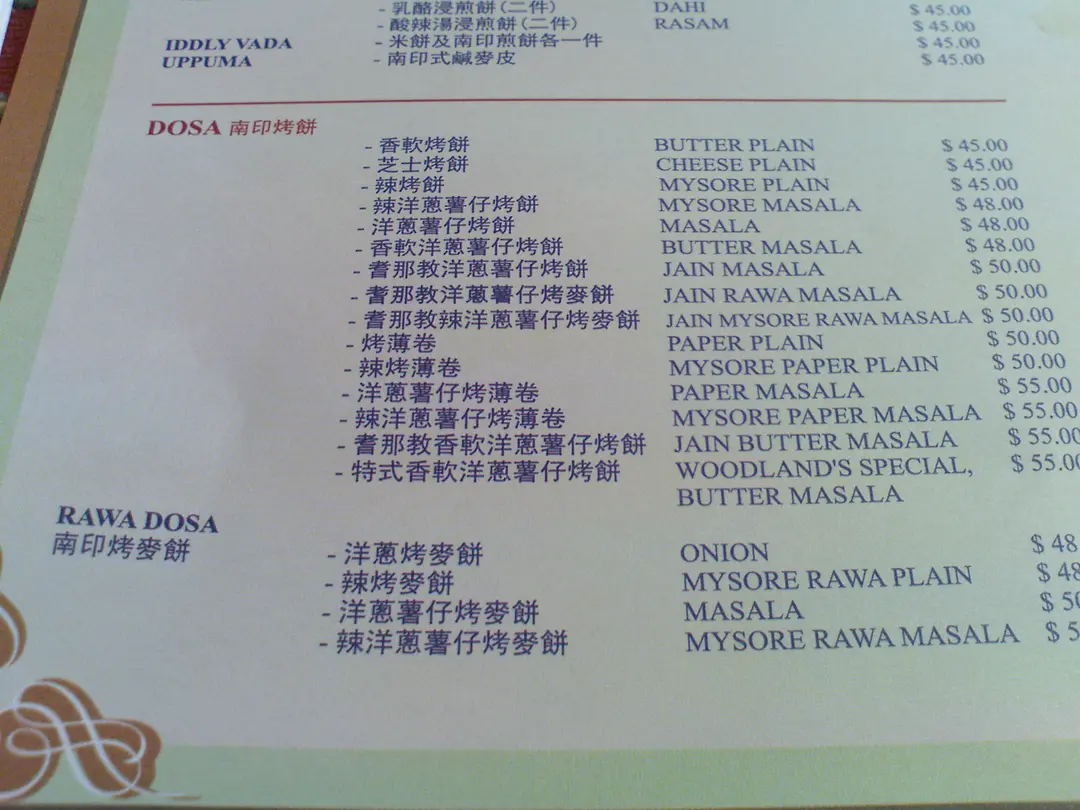 - 乳酪浸煎餅(二件) DAHI $ 45.00
- 酸辣湯浸煎餅(二件) RASAM $ 45.00
IDDLY VADA - 米餅及南印煎餅各一件 $ 45.00
UPPUMA - 南印式鹹麥皮 $ 45.00
DOSA 南印烤餅
- 香軟烤餅 BUTTER PLAIN $ 45.00
- 芝士烤餅 CHEESE PLAIN $ 45.00
- 辣烤餅 MYSORE PLAIN $ 45.00
- 辣洋蔥薯仔烤餅 MYSORE MASALA $ 48.00
- 洋蔥薯仔烤餅 MASALA $ 48.00
- 香軟洋蔥薯仔烤餅 BUTTER MASALA $ 48.00
- 耆那教洋蔥薯仔烤餅 JAIN MASALA $ 50.00
- 耆那教洋蔥薯仔烤麥餅 JAIN RAWA MASALA $ 50.00
- 耆那教辣洋蔥薯仔烤麥餅 JAIN MYSORE RAWA MASALA $ 50.00
- 烤薄卷 PAPER PLAIN $ 50.00
- 辣烤薄卷 MYSORE PAPER PLAIN $ 50.00
- 洋蔥薯仔烤薄卷 PAPER MASALA $ 55.00
- 辣洋蔥薯仔烤薄卷 MYSORE PAPER MASALA $ 55.00
- 耆那教香軟洋蔥薯仔烤餅 JAIN BUTTER MASALA $ 55.00
- 特式香軟洋蔥薯仔烤餅 WOODLAND'S SPECIAL, $ 55.00
BUTTER MASALA
RAWA DOSA
南印烤麥餅
- 洋蔥烤麥餅 ONION $ 48
- 辣烤麥餅 MYSORE RAWA PLAIN $ 48
- 洋蔥薯仔烤麥餅 MASALA $ 50
- 辣洋蔥薯仔烤麥餅 MYSORE RAWA MASALA $ 5